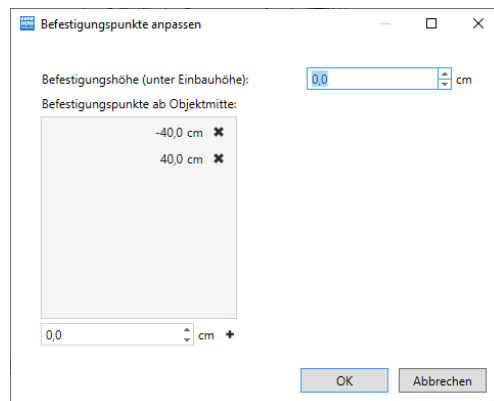 Befestigungspunkte anpassen
Befestigungshöhe (unter Einbauhöhe):
0,0
cm
Befestigungspunkte ab Objektmitte:
-40,0 cm
40,0 cm
0,0
cm
OK
Abbrechen